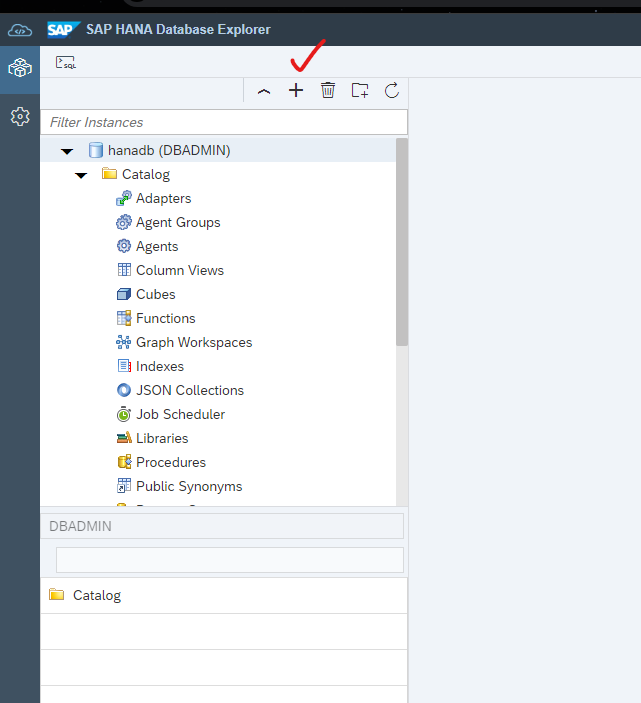 SAP SAP HANA Database Explorer
SQL
Filter Instances
hanadb (DBADMIN)
Catalog
Adapters
Agent Groups
Agents
Column Views
Cubes
Functions
Graph Workspaces
Indexes
JSON Collections
Job Scheduler
Libraries
Procedures
Public Synonyms
DBADMIN
Catalog